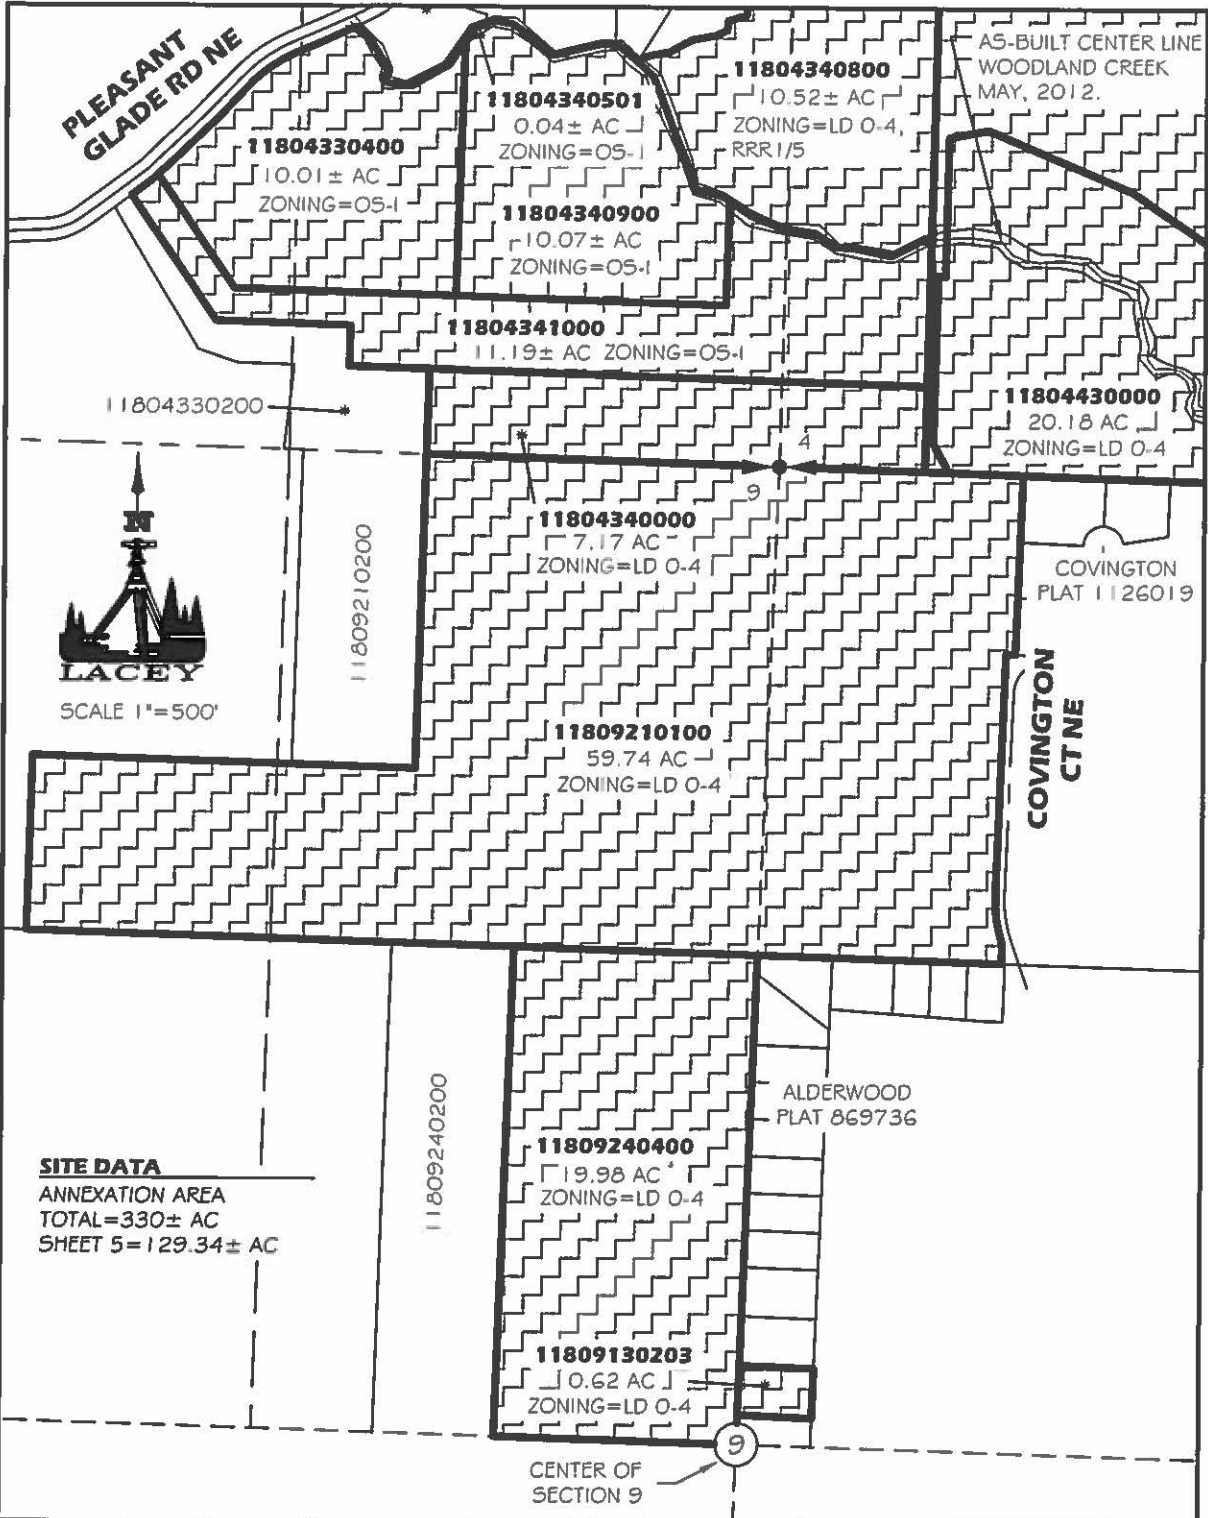 PLEASANT
GLADE RD NE
AS-BUILT CENTER LINE
WOODLAND CREEK
MAY, 2012.
11804340800
10.52± AC
ZONING=LD 0-4,
RRR 1/5
11804340501
0.04± AC
ZONING=OS-1
11804330400
10.01± AC
ZONING=OS-1
11804340900
10.07± AC
ZONING=OS-1
11804341000
11.19± AC ZONING=OS-1
11804330200
11804430000
20.18 AC
ZONING=LD 0-4
4
9
N
LACEY
SCALE 1"=500'
11809210200
11804340000
7.17 AC
ZONING=LD 0-4
COVINGTON
PLAT 1126019
COVINGTON
CT NE
11809210100
59.74 AC
ZONING=LD 0-4
ALDERWOOD
PLAT 869736
11809240200
11809240400
19.98 AC
ZONING=LD 0-4
SITE DATA
ANNEXATION AREA
TOTAL=330± AC
SHEET 5=129.34± AC
11809130203
0.62 AC
ZONING=LD 0-4
9
CENTER OF
SECTION 9